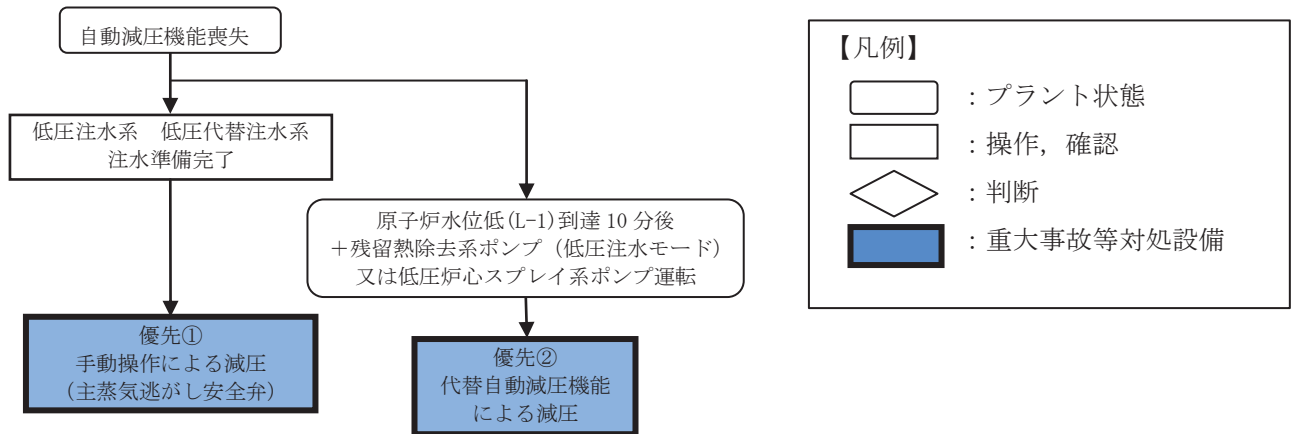 自動減圧機能喪失
低圧注水系　低圧代替注水系
注水準備完了
原子炉水位低(L-1)到達 10 分後
＋残留熱除去系ポンプ（低圧注水モード）
又は低圧炉心スプレイ系ポンプ運転
優先①
手動操作による減圧
（主蒸気逃がし安全弁）
優先②
代替自動減圧機能
による減圧
【凡例】
：プラント状態
：操作，確認
：判断
：重大事故等対処設備